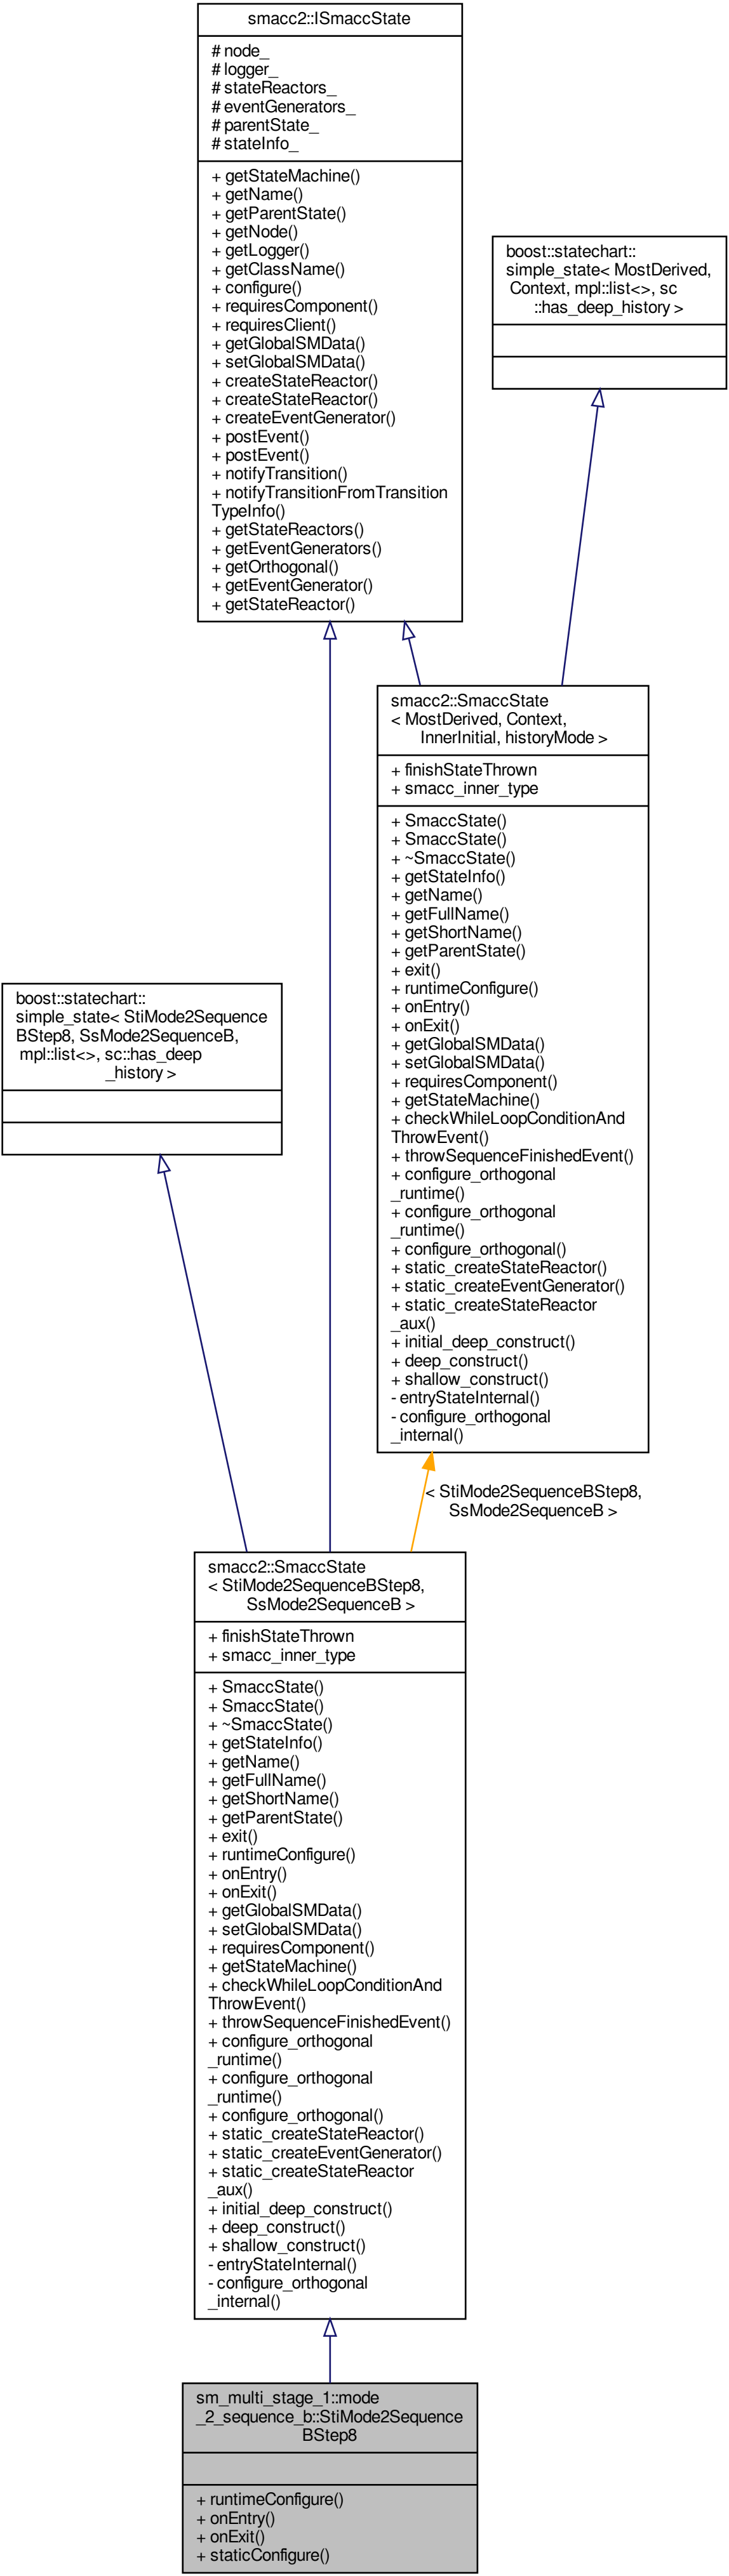 smacc2::ISmaccState
# node_
# logger_
# stateReactors_
# eventGenerators_
# parentState_
# stateInfo_
+ getStateMachine()
+ getName()
+ getParentState()
+ getNode()
+ getLogger()
+ getClassName()
+ configure()
+ requiresComponent()
+ requiresClient()
+ getGlobalSMData()
+ setGlobalSMData()
+ createStateReactor()
+ createStateReactor()
+ createEventGenerator()
+ postEvent()
+ postEvent()
+ notifyTransition()
+ notifyTransitionFromTransition
TypeInfo()
+ getStateReactors()
+ getEventGenerators()
+ getOrthogonal()
+ getEventGenerator()
+ getStateReactor()
boost::statechart::
simple_state< MostDerived,
Context, mpl::list<>, sc
::has_deep_history >
smacc2::SmaccState
< MostDerived, Context,
InnerInitial, historyMode >
+ finishStateThrown
+ smacc_inner_type
+ SmaccState()
+ SmaccState()
+ ~SmaccState()
+ getStateInfo()
+ getName()
+ getFullName()
+ getShortName()
+ getParentState()
+ exit()
+ runtimeConfigure()
+ onEntry()
+ onExit()
+ getGlobalSMData()
+ setGlobalSMData()
+ requiresComponent()
+ getStateMachine()
+ checkWhileLoopConditionAnd
ThrowEvent()
+ throwSequenceFinishedEvent()
+ configure_orthogonal
_runtime()
+ configure_orthogonal
_runtime()
+ configure_orthogonal()
+ static_createStateReactor()
+ static_createEventGenerator()
+ static_createStateReactor
_aux()
+ initial_deep_construct()
+ deep_construct()
+ shallow_construct()
- entryStateInternal()
- configure_orthogonal
_internal()
boost::statechart::
simple_state< StiMode2Sequence
BStep8, SsMode2SequenceB,
mpl::list<>, sc::has_deep
_history >
< StiMode2SequenceBStep8,
SsMode2SequenceB >
smacc2::SmaccState
< StiMode2SequenceBStep8,
SsMode2SequenceB >
+ finishStateThrown
+ smacc_inner_type
+ SmaccState()
+ SmaccState()
+ ~SmaccState()
+ getStateInfo()
+ getName()
+ getFullName()
+ getShortName()
+ getParentState()
+ exit()
+ runtimeConfigure()
+ onEntry()
+ onExit()
+ getGlobalSMData()
+ setGlobalSMData()
+ requiresComponent()
+ getStateMachine()
+ checkWhileLoopConditionAnd
ThrowEvent()
+ throwSequenceFinishedEvent()
+ configure_orthogonal
_runtime()
+ configure_orthogonal
_runtime()
+ configure_orthogonal()
+ static_createStateReactor()
+ static_createEventGenerator()
+ static_createStateReactor
_aux()
+ initial_deep_construct()
+ deep_construct()
+ shallow_construct()
- entryStateInternal()
- configure_orthogonal
_internal()
sm_multi_stage_1::mode
_2_sequence_b::StiMode2Sequence
BStep8
+ runtimeConfigure()
+ onEntry()
+ onExit()
+ staticConfigure()